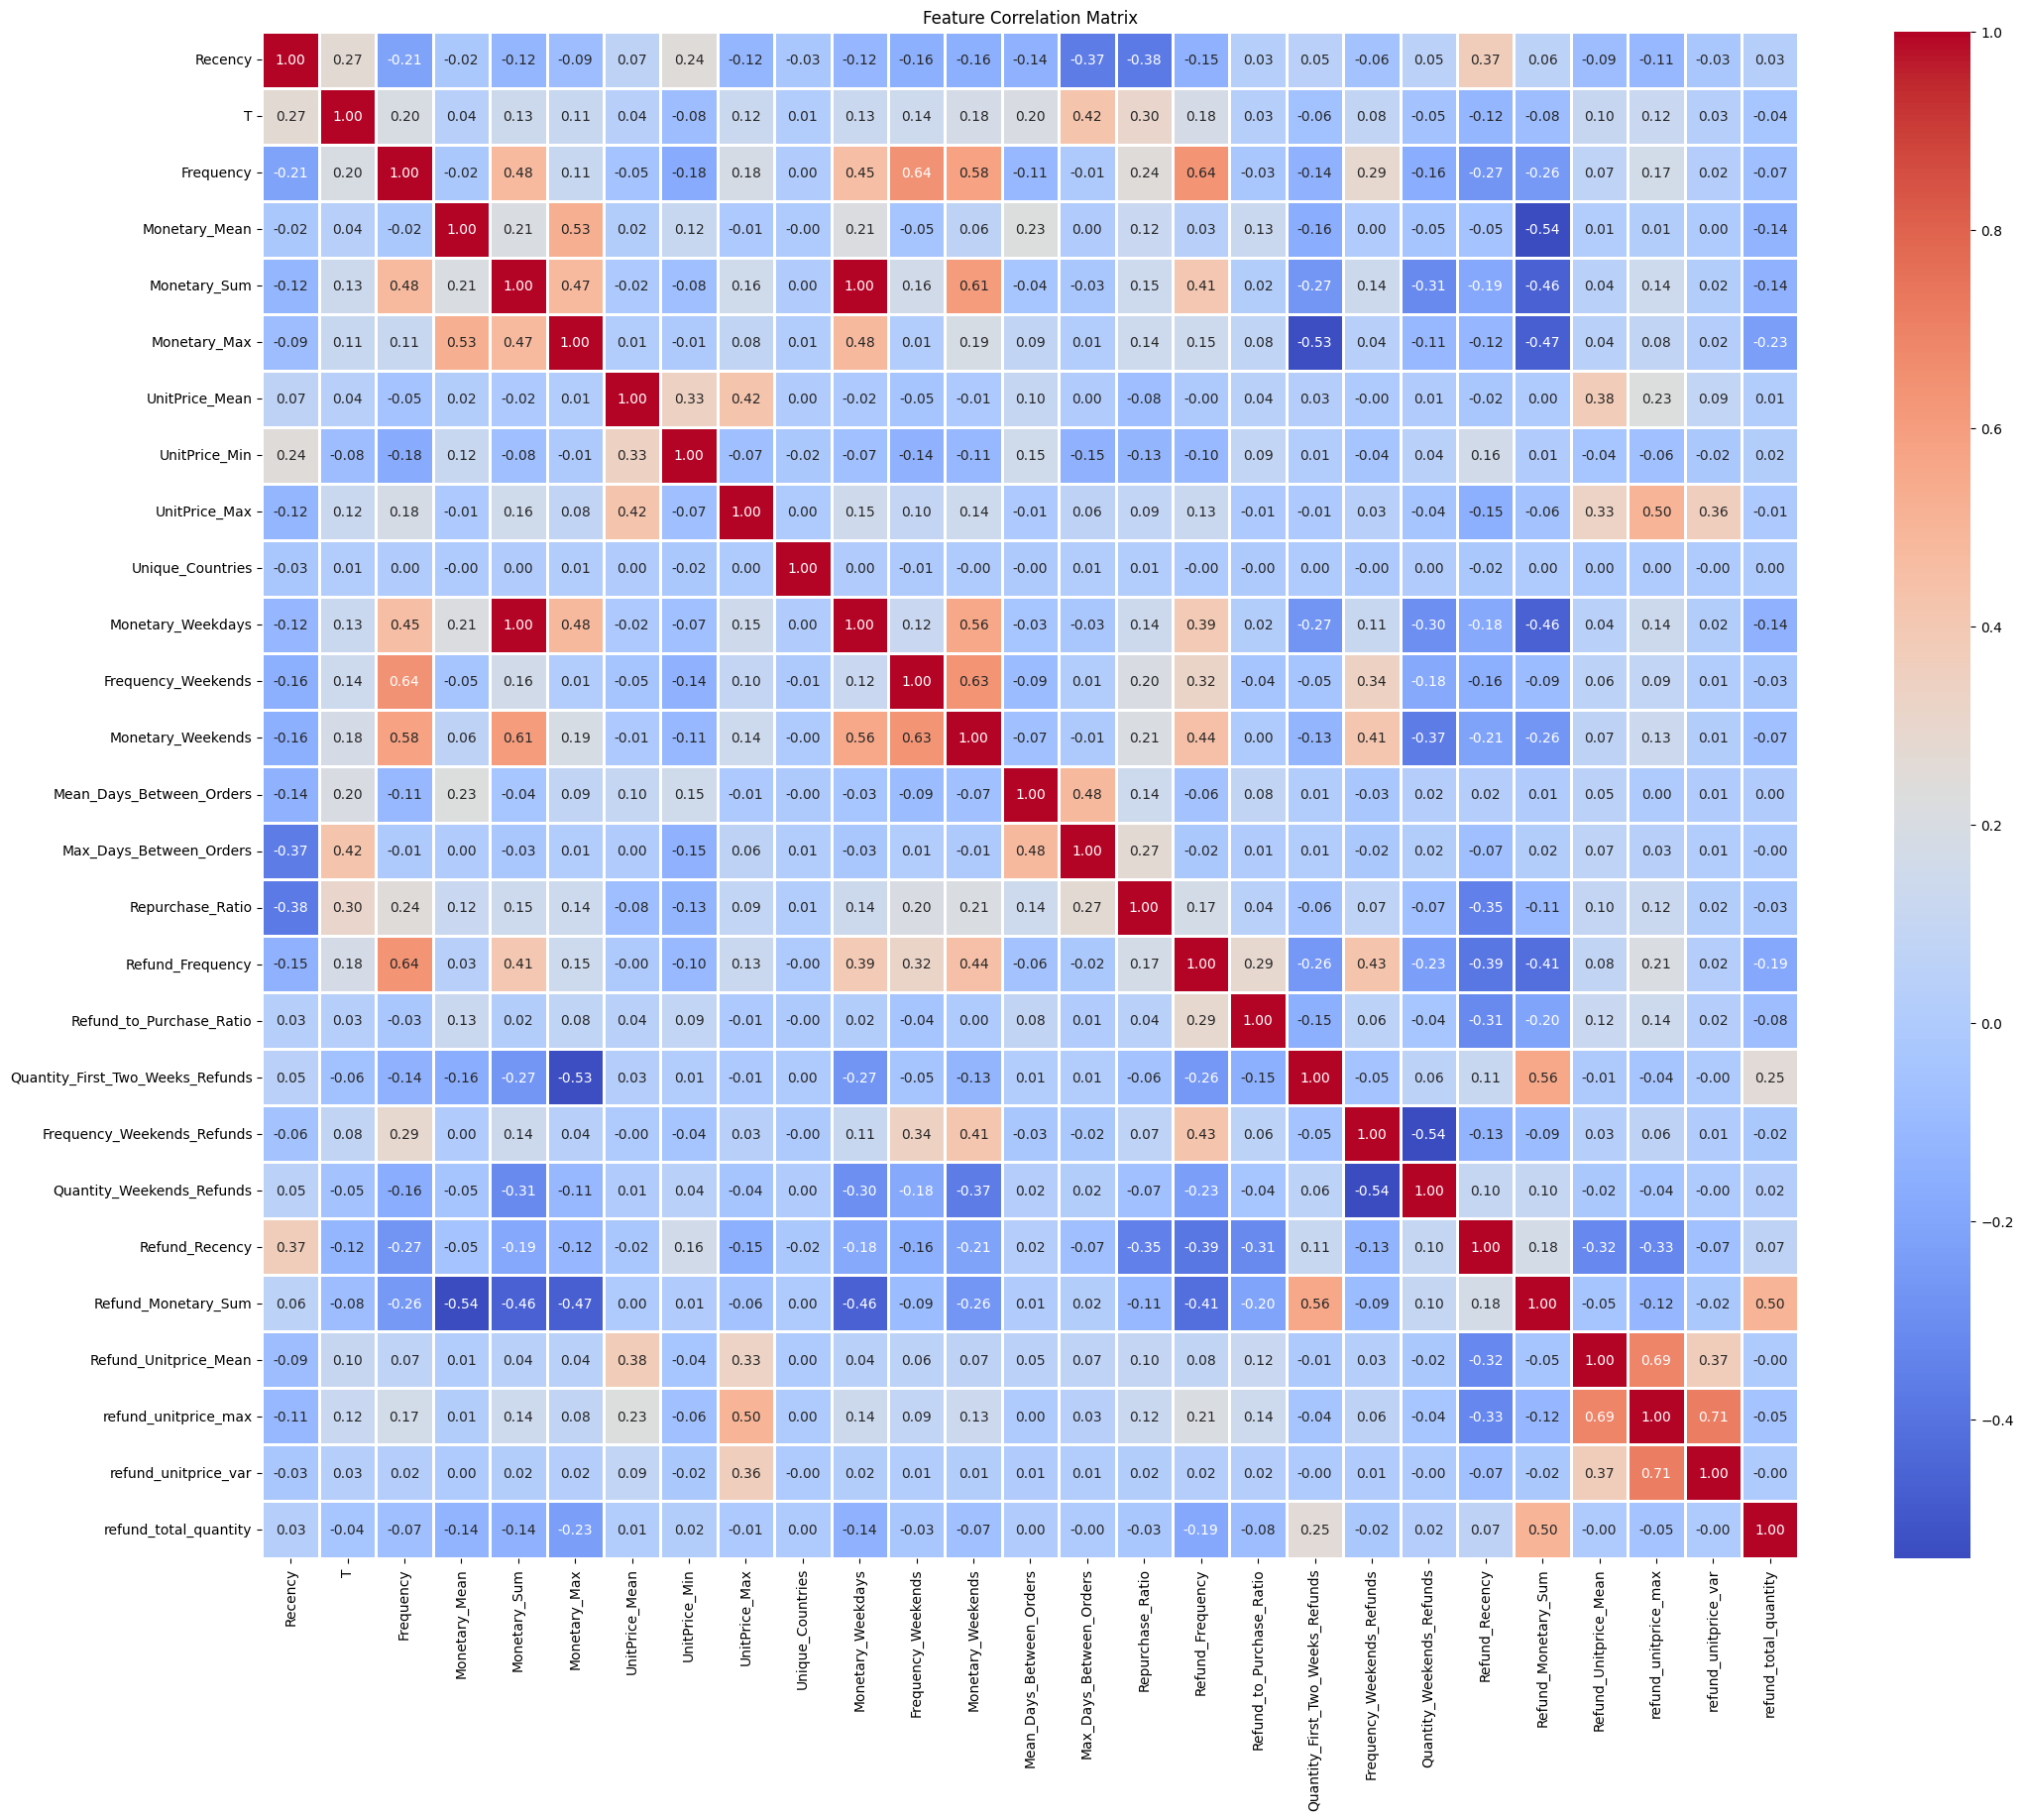 Feature Correlation Matrix
Recency 1.00 0.27 -0.21 -0.02 -0.12 -0.09 0.07 0.24 -0.12 -0.03 -0.12 -0.16 -0.16 -0.14 -0.37 -0.38 -0.15 0.03 0.05 -0.06 0.05 0.37 0.06 -0.09 -0.11 -0.03 0.03
T 0.27 1.00 0.20 0.04 0.13 0.11 0.04 -0.08 0.12 0.01 0.13 0.14 0.18 0.20 0.42 0.30 0.18 0.03 -0.06 0.08 -0.05 -0.12 -0.08 0.10 0.12 0.03 -0.04
Frequency -0.21 0.20 1.00 -0.02 0.48 0.11 -0.05 -0.18 0.18 0.00 0.45 0.64 0.58 -0.11 -0.01 0.24 0.64 -0.03 -0.14 0.29 -0.16 -0.27 -0.26 0.07 0.17 0.02 -0.07
Monetary_Mean -0.02 0.04 -0.02 1.00 0.21 0.53 0.02 0.12 -0.01 -0.00 0.21 -0.05 0.06 0.23 0.00 0.12 0.03 0.13 -0.16 0.00 -0.05 -0.05 -0.54 0.01 0.01 0.00 -0.14
Monetary_Sum -0.12 0.13 0.48 0.21 1.00 0.47 -0.02 -0.08 0.16 0.00 1.00 0.16 0.61 -0.04 -0.03 0.15 0.41 0.02 -0.27 0.14 -0.31 -0.19 -0.46 0.04 0.14 0.02 -0.14
Monetary_Max -0.09 0.11 0.11 0.53 0.47 1.00 0.01 -0.01 0.08 0.01 0.48 0.01 0.19 0.09 0.01 0.14 0.15 0.08 -0.53 0.04 -0.11 -0.12 -0.47 0.04 0.08 0.02 -0.23
UnitPrice_Mean 0.07 0.04 -0.05 0.02 -0.02 0.01 1.00 0.33 0.42 0.00 -0.02 -0.05 -0.01 0.10 0.00 -0.08 -0.00 0.04 0.03 -0.00 0.01 -0.02 0.00 0.38 0.23 0.09 0.01
UnitPrice_Min 0.24 -0.08 -0.18 0.12 -0.08 -0.01 0.33 1.00 -0.07 -0.02 -0.07 -0.14 -0.11 0.15 -0.15 -0.13 -0.10 0.09 0.01 -0.04 0.04 0.16 0.01 -0.04 -0.06 -0.02 0.02
UnitPrice_Max -0.12 0.12 0.18 -0.01 0.16 0.08 0.42 -0.07 1.00 0.00 0.15 0.10 0.14 -0.01 0.06 0.09 0.13 -0.01 -0.01 0.03 -0.04 -0.15 -0.06 0.33 0.50 0.36 -0.01
Unique_Countries -0.03 0.01 0.00 -0.00 0.00 0.01 0.00 -0.02 0.00 1.00 0.00 -0.01 -0.00 -0.00 0.01 0.01 -0.00 -0.00 0.00 -0.00 0.00 -0.02 0.00 0.00 0.00 -0.00 0.00
Monetary_Weekdays -0.12 0.13 0.45 0.21 1.00 0.48 -0.02 -0.07 0.15 0.00 1.00 0.12 0.56 -0.03 -0.03 0.14 0.39 0.02 -0.27 0.11 -0.30 -0.18 -0.46 0.04 0.14 0.02 -0.14
Frequency_Weekends -0.16 0.14 0.64 -0.05 0.16 0.01 -0.05 -0.14 0.10 -0.01 0.12 1.00 0.63 -0.09 0.01 0.20 0.32 -0.04 -0.05 0.34 -0.18 -0.16 -0.09 0.06 0.09 0.01 -0.03
Monetary_Weekends -0.16 0.18 0.58 0.06 0.61 0.19 -0.01 -0.11 0.14 -0.00 0.56 0.63 1.00 -0.07 -0.01 0.21 0.44 0.00 -0.13 0.41 -0.37 -0.21 -0.26 0.07 0.13 0.01 -0.07
Mean_Days_Between_Orders -0.14 0.20 -0.11 0.23 -0.04 0.09 0.10 0.15 -0.01 -0.00 -0.03 -0.09 -0.07 1.00 0.48 0.14 -0.06 0.08 0.01 -0.03 0.02 0.02 0.01 0.05 0.00 0.01 0.00
Max_Days_Between_Orders -0.37 0.42 -0.01 0.00 -0.03 0.01 0.00 -0.15 0.06 0.01 -0.03 0.01 -0.01 0.48 1.00 0.27 -0.02 0.01 0.01 -0.02 0.02 -0.07 0.02 0.07 0.03 0.01 -0.00
Repurchase_Ratio -0.38 0.30 0.24 0.12 0.15 0.14 -0.08 -0.13 0.09 0.01 0.14 0.20 0.21 0.14 0.27 1.00 0.17 0.04 -0.06 0.07 -0.07 -0.35 -0.11 0.10 0.12 0.02 -0.03
Refund_Frequency -0.15 0.18 0.64 0.03 0.41 0.15 -0.00 -0.10 0.13 -0.00 0.39 0.32 0.44 -0.06 -0.02 0.17 1.00 0.29 -0.26 0.43 -0.23 -0.39 -0.41 0.08 0.21 0.02 -0.19
Refund_to_Purchase_Ratio 0.03 0.03 -0.03 0.13 0.02 0.08 0.04 0.09 -0.01 -0.00 0.02 -0.04 0.00 0.08 0.01 0.04 0.29 1.00 -0.15 0.06 -0.04 -0.31 -0.20 0.12 0.14 0.02 -0.08
Quantity_First_Two_Weeks_Refunds 0.05 -0.06 -0.14 -0.16 -0.27 -0.53 0.03 0.01 -0.01 0.00 -0.27 -0.05 -0.13 0.01 0.01 -0.06 -0.26 -0.15 1.00 -0.05 0.06 0.11 0.56 -0.01 -0.04 -0.00 0.25
Frequency_Weekends_Refunds -0.06 0.08 0.29 0.00 0.14 0.04 -0.00 -0.04 0.03 -0.00 0.11 0.34 0.41 -0.03 -0.02 0.07 0.43 0.06 -0.05 1.00 -0.54 -0.13 -0.09 0.03 0.06 0.01 -0.02
Quantity_Weekends_Refunds 0.05 -0.05 -0.16 -0.05 -0.31 -0.11 0.01 0.04 -0.04 0.00 -0.30 -0.18 -0.37 0.02 0.02 -0.07 -0.23 -0.04 0.06 -0.54 1.00 0.10 0.10 -0.02 -0.04 -0.00 0.02
Refund_Recency 0.37 -0.12 -0.27 -0.05 -0.19 -0.12 -0.02 0.16 -0.15 -0.02 -0.18 -0.16 -0.21 0.02 -0.07 -0.35 -0.39 -0.31 0.11 -0.13 0.10 1.00 0.18 -0.32 -0.33 -0.07 0.07
Refund_Monetary_Sum 0.06 -0.08 -0.26 -0.54 -0.46 -0.47 0.00 0.01 -0.06 0.00 -0.46 -0.09 -0.26 0.01 0.02 -0.11 -0.41 -0.20 0.56 -0.09 0.10 0.18 1.00 -0.05 -0.12 -0.02 0.50
Refund_Unitprice_Mean -0.09 0.10 0.07 0.01 0.04 0.04 0.38 -0.04 0.33 0.00 0.04 0.06 0.07 0.05 0.07 0.10 0.08 0.12 -0.01 0.03 -0.02 -0.32 -0.05 1.00 0.69 0.37 -0.00
refund_unitprice_max -0.11 0.12 0.17 0.01 0.14 0.08 0.23 -0.06 0.50 0.00 0.14 0.09 0.13 0.00 0.03 0.12 0.21 0.14 -0.04 0.06 -0.04 -0.33 -0.12 0.69 1.00 0.71 -0.05
refund_unitprice_var -0.03 0.03 0.02 0.00 0.02 0.02 0.09 -0.02 0.36 -0.00 0.02 0.01 0.01 0.01 0.01 0.02 0.02 0.02 -0.00 0.01 -0.00 -0.07 -0.02 0.37 0.71 1.00 -0.00
refund_total_quantity 0.03 -0.04 -0.07 -0.14 -0.14 -0.23 0.01 0.02 -0.01 0.00 -0.14 -0.03 -0.07 0.00 -0.00 -0.03 -0.19 -0.08 0.25 -0.02 0.02 0.07 0.50 -0.00 -0.05 -0.00 1.00
Recency
T
Frequency
Monetary_Mean
Monetary_Sum
Monetary_Max
UnitPrice_Mean
UnitPrice_Min
UnitPrice_Max
Unique_Countries
Monetary_Weekdays
Frequency_Weekends
Monetary_Weekends
Mean_Days_Between_Orders
Max_Days_Between_Orders
Repurchase_Ratio
Refund_Frequency
Refund_to_Purchase_Ratio
Quantity_First_Two_Weeks_Refunds
Frequency_Weekends_Refunds
Quantity_Weekends_Refunds
Refund_Recency
Refund_Monetary_Sum
Refund_Unitprice_Mean
refund_unitprice_max
refund_unitprice_var
refund_total_quantity
1.0
0.8
0.6
0.4
0.2
0.0
−0.2
−0.4